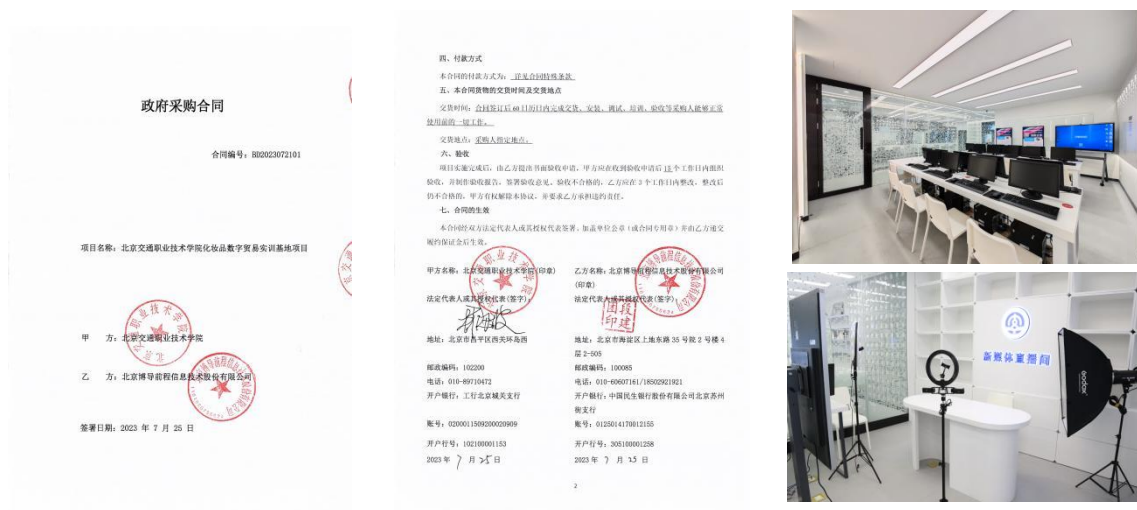 政府采购合同
合同编号：BD2023072101
项目名称：北京交通职业技术学院化妆品数字贸易实训基地项目
甲 方：北京交通职业技术学院
乙 方：北京博导前程信息技术股份有限公司
签署日期：2023 年 7 月 25 日
四、付款方式
本合同的付款方式为：详见合同特殊条款
五、本合同货物的交货时间及交货地点
交货时间：合同签订后 60 日历日内完成交货、安装、调试、培训、验收等采购人能够正常
使用前的一切工作。
交货地点：采购人指定地点。
六、验收
项目实施完成后，由乙方提出书面验收申请，甲方应在收到验收申请后 15 个工作日内组织
验收，并制作验收报告，签署验收意见。验收不合格的，乙方应在 3 个工作日内整改，整改后
仍不合格的，甲方有权解除本协议，并要求乙方承担违约责任。
七、合同的生效
本合同经双方法定代表人或其授权代表签署、加盖单位公章（或合同专用章）并由乙方递交
履约保证金后生效。
甲方名称：北京交通职业技术学院(印章)
法定代表人或其授权代表(签字)：
地址：北京市昌平区西关环岛西
邮政编码：102200
电话：010-89710472
开户银行：工行北京城关支行
账号：0200011509200020909
开户行号：102100001153
2023 年 7 月 25 日
乙方名称：北京博导前程信息技术股份有限公司
(印章)
法定代表人或其授权代表(签字)：
地址：北京市海淀区上地东路 35 号院 2 号楼 4
层 2-505
邮政编码：100085
电话：010-60607161/18502921921
开户银行：中国民生银行股份有限公司北京苏州
街支行
账号：0125014170012155
开户行号：305100001258
2023 年 7 月 25 日
2
新媒体直播间
Godox